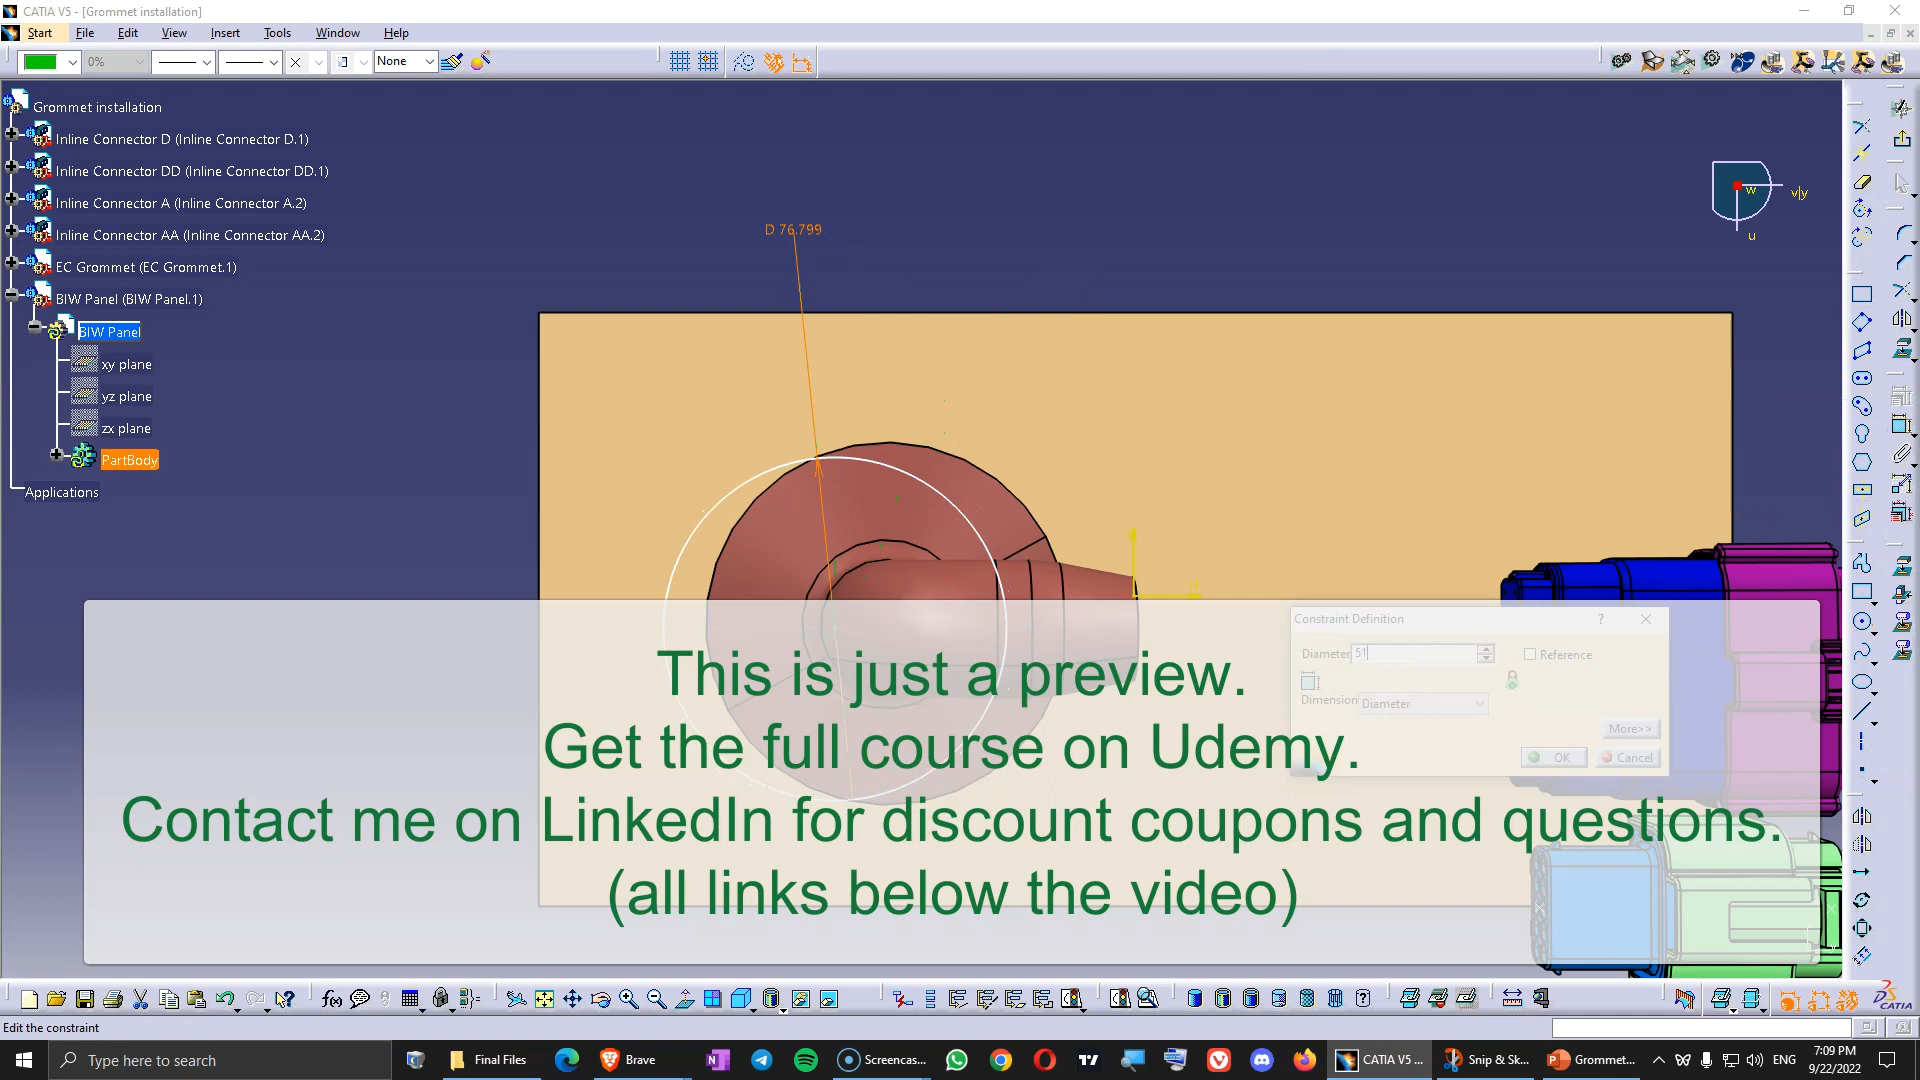 CATIA V5 - [Grommet installation]
Start File Edit View Insert Tools Window Help
0% None
Grommet installation
Inline Connector D (Inline Connector D.1)
Inline Connector DD (Inline Connector DD.1)
Inline Connector A (Inline Connector A.2)
Inline Connector AA (Inline Connector AA.2)
EC Grommet (EC Grommet.1)
BIW Panel (BIW Panel.1)
BIW Panel
xy plane
yz plane
zx plane
PartBody
Applications
D 76.799
w
v|y
u
V
H
Constraint Definition ?
Diameter 51 Reference
Dimension Diameter
More>>
OK Cancel
This is just a preview.
Get the full course on Udemy.
Contact me on LinkedIn for discount coupons and questions.
(all links below the video)
f(x)
CATIA
Edit the constraint
Type here to search
Final Files
Brave
Screencas...
CATIA V5 ...
Snip & Sk...
Grommet...
ENG
7:09 PM
9/22/2022